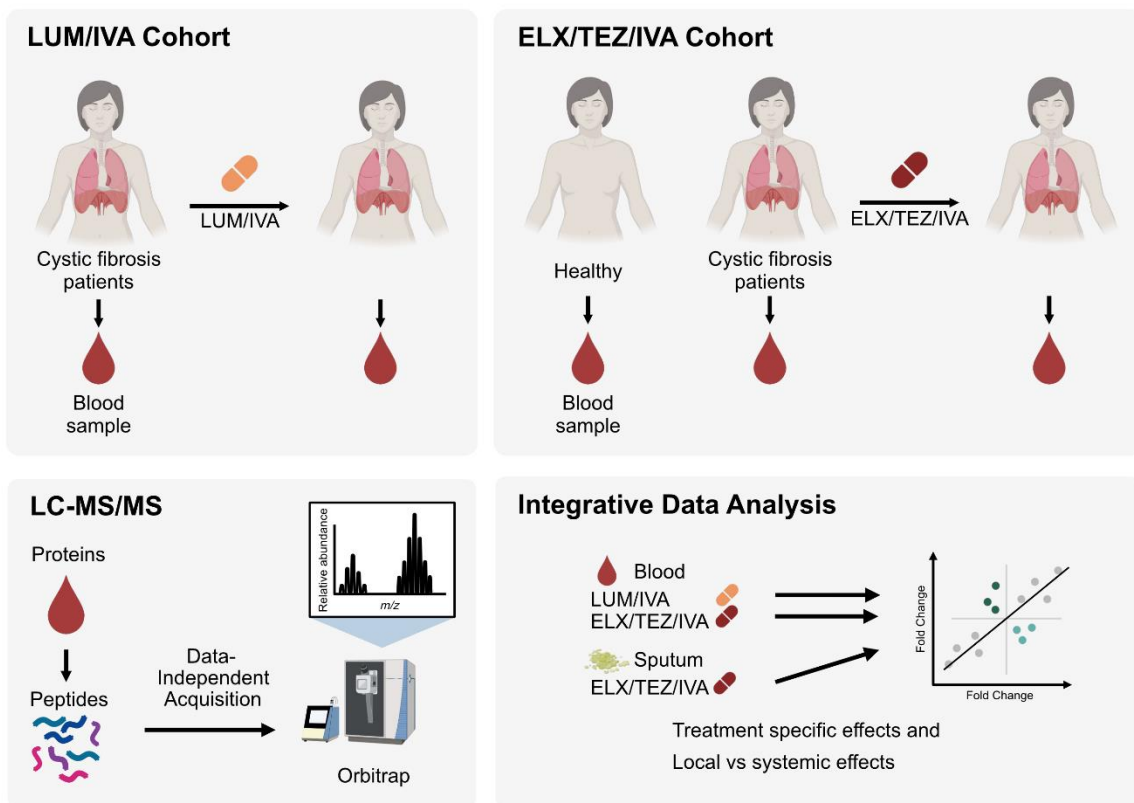 LUM/IVA Cohort
LUM/IVA
Cystic fibrosis
patients
Blood
sample
ELX/TEZ/IVA Cohort
ELX/TEZ/IVA
Healthy
Cystic fibrosis
patients
Blood
sample
LC-MS/MS
Proteins
Relative abundance
m/z
Data-
Independent
Acquisition
Peptides
Orbitrap
Integrative Data Analysis
Blood
LUM/IVA
ELX/TEZ/IVA
Sputum
ELX/TEZ/IVA
Fold Change
Fold Change
Treatment specific effects and
Local vs systemic effects